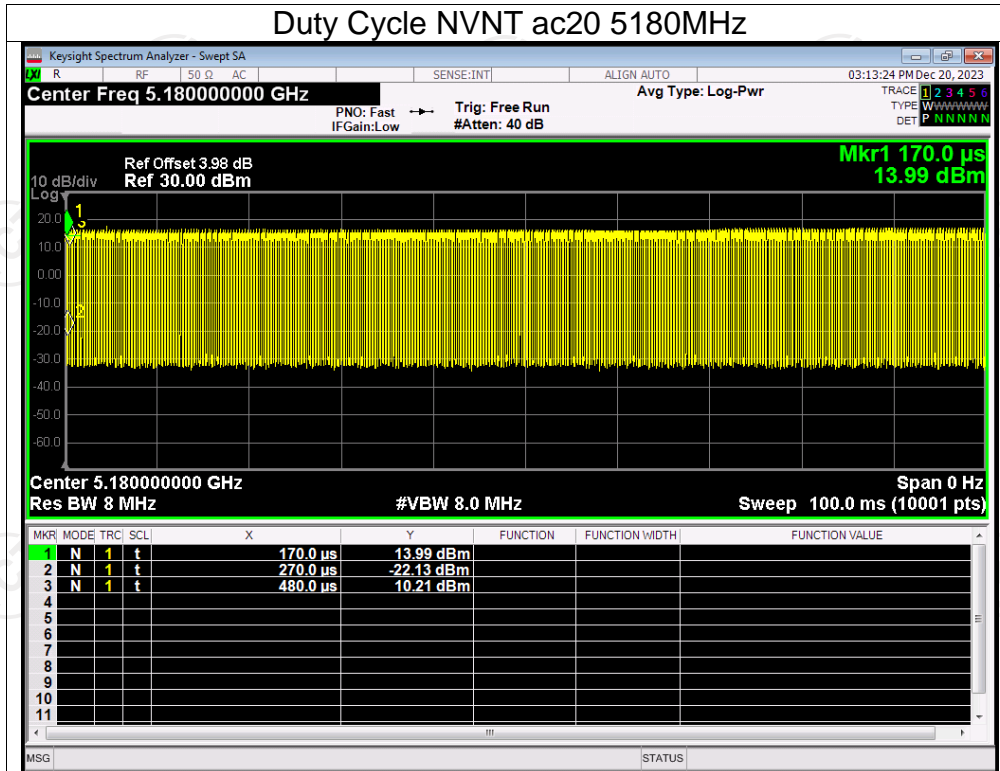 Duty Cycle NVNT ac20 5180MHz
Keysight Spectrum Analyzer - Swept SA
LXI R RF 50 Ω AC SENSE:INT ALIGN AUTO 03:13:24 PM Dec 20, 2023
Center Freq 5.180000000 GHz
PNO: Fast
IFGain:Low
Trig: Free Run
#Atten: 40 dB
Avg Type: Log-Pwr
TRACE 1 2 3 4 5 6
TYPE WWWWWW
DET P N N N N N
Mkr1 170.0 µs
13.99 dBm
Ref Offset 3.98 dB
10 dB/div Ref 30.00 dBm
Log
1
3
20.0
10.0
0.00
-10.0
2
-20.0
-30.0
-40.0
-50.0
-60.0
Center 5.180000000 GHz Span 0 Hz
Res BW 8 MHz #VBW 8.0 MHz Sweep 100.0 ms (10001 pts)
MKR MODE TRC SCL X Y FUNCTION FUNCTION WIDTH FUNCTION VALUE
1 N 1 t 170.0 µs 13.99 dBm
2 N 1 t 270.0 µs -22.13 dBm
3 N 1 t 480.0 µs 10.21 dBm
4
5
6
7
8
9
10
11
MSG STATUS